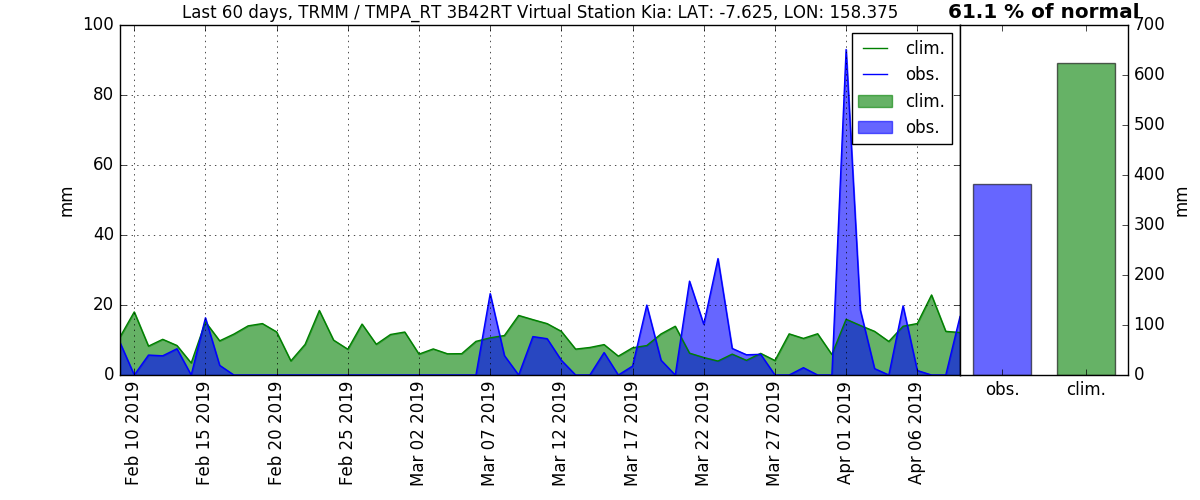 Last 60 days, TRMM / TMPA_RT 3B42RT Virtual Station Kia: LAT: -7.625, LON: 158.375
61.1 % of normal
100
80
60
40
20
0
mm
clim.
obs.
clim.
obs.
700
600
500
400
300
200
100
0
mm
obs.
clim.
Feb 10 2019
Feb 15 2019
Feb 20 2019
Feb 25 2019
Mar 02 2019
Mar 07 2019
Mar 12 2019
Mar 17 2019
Mar 22 2019
Mar 27 2019
Apr 01 2019
Apr 06 2019